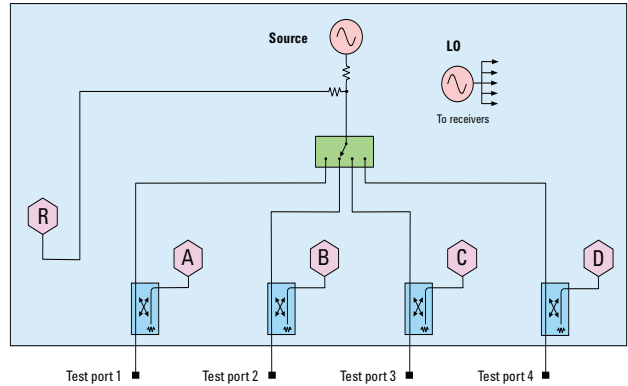 Source
LO
To receivers
R
A
B
C
D
Test port 1
Test port 2
Test port 3
Test port 4